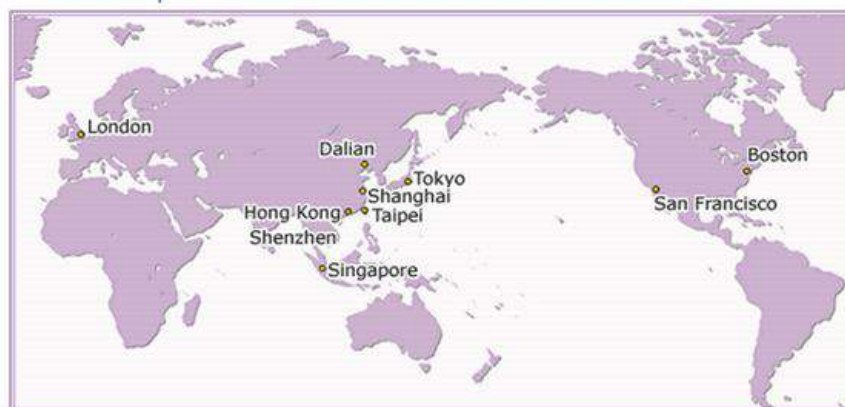 London
Dalian
Boston
Tokyo
Shanghai
San Francisco
Hong Kong
Taipei
Shenzhen
Singapore